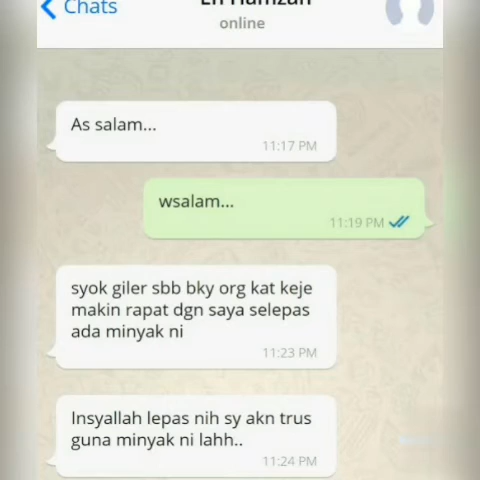 Chats
online
As salam...
11:17 PM
wsalam...
11:19 PM
syok giler sbb bky org kat keje
makin rapat dgn saya selepas
ada minyak ni
11:23 PM
Insyallah lepas nih sy akn trus
guna minyak ni lahh..
11:24 PM